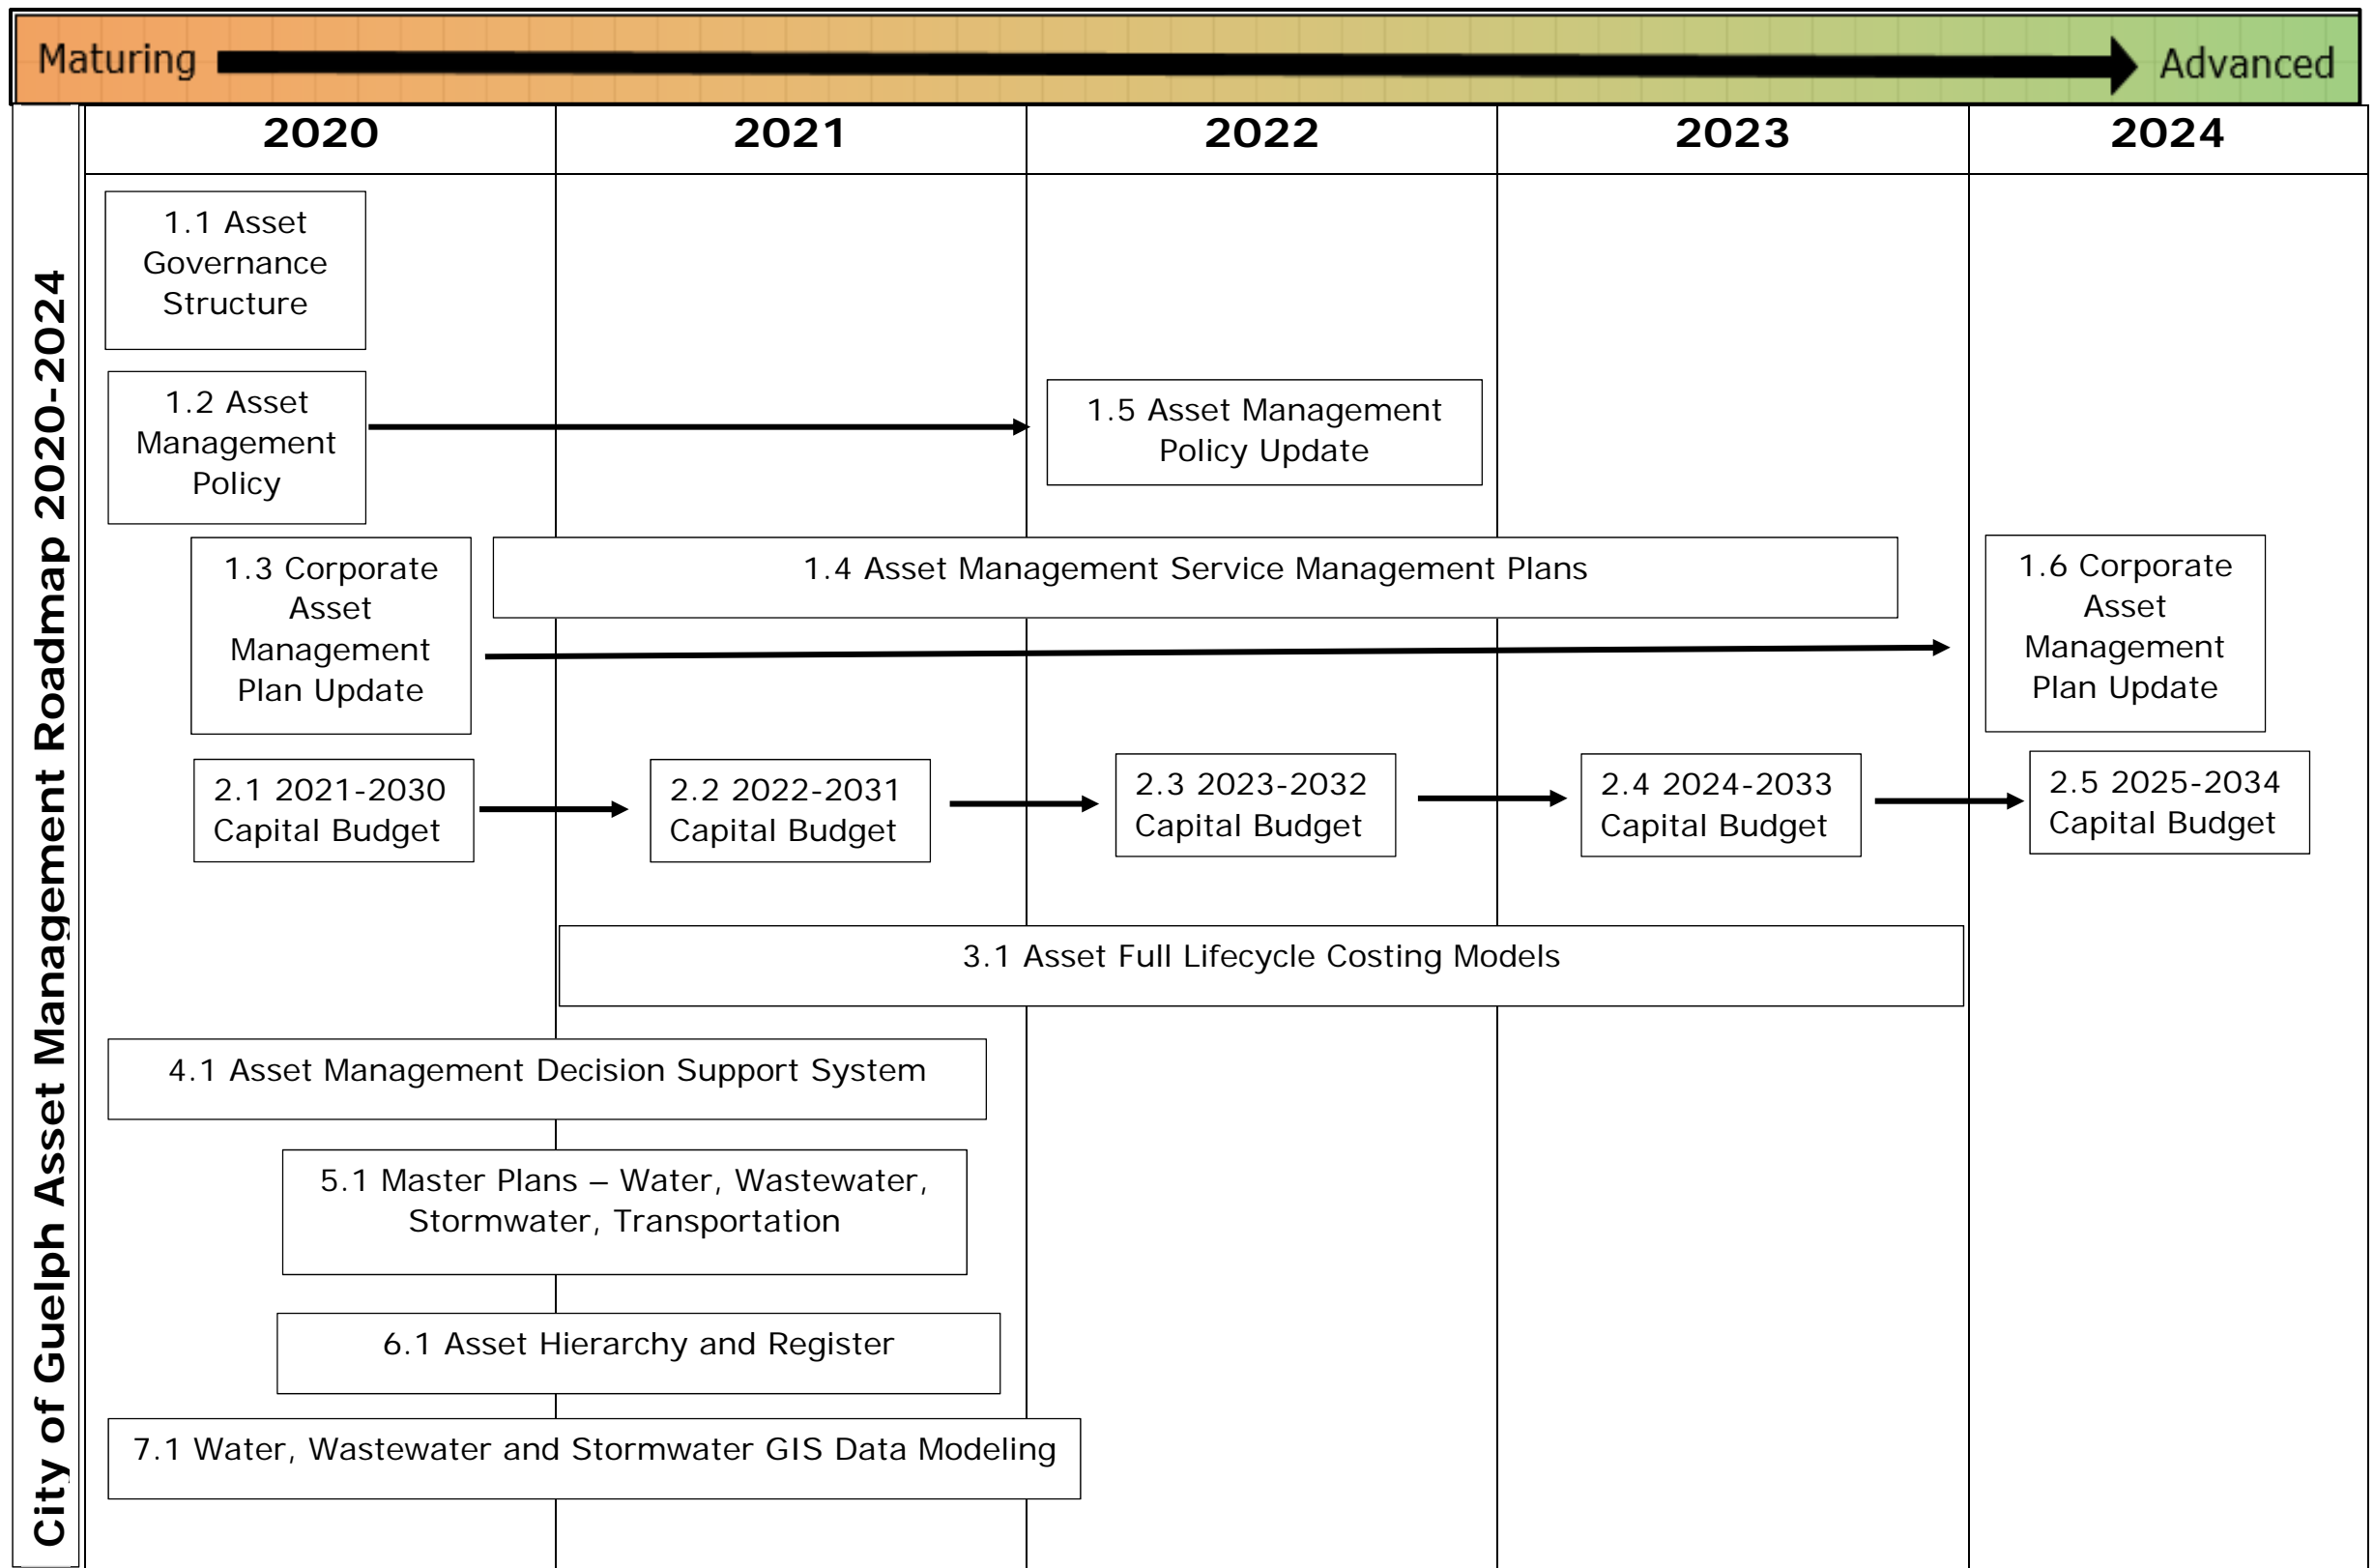 Maturing
Advanced
City of Guelph Asset Management Roadmap 2020-2024
2020
2021
2022
2023
2024
1.1 Asset
Governance
Structure
1.2 Asset
Management
Policy
1.5 Asset Management
Policy Update
1.3 Corporate
Asset
Management
Plan Update
1.4 Asset Management Service Management Plans
1.6 Corporate
Asset
Management
Plan Update
2.1 2021-2030
Capital Budget
2.2 2022-2031
Capital Budget
2.3 2023-2032
Capital Budget
2.4 2024-2033
Capital Budget
2.5 2025-2034
Capital Budget
3.1 Asset Full Lifecycle Costing Models
4.1 Asset Management Decision Support System
5.1 Master Plans – Water, Wastewater,
Stormwater, Transportation
6.1 Asset Hierarchy and Register
7.1 Water, Wastewater and Stormwater GIS Data Modeling